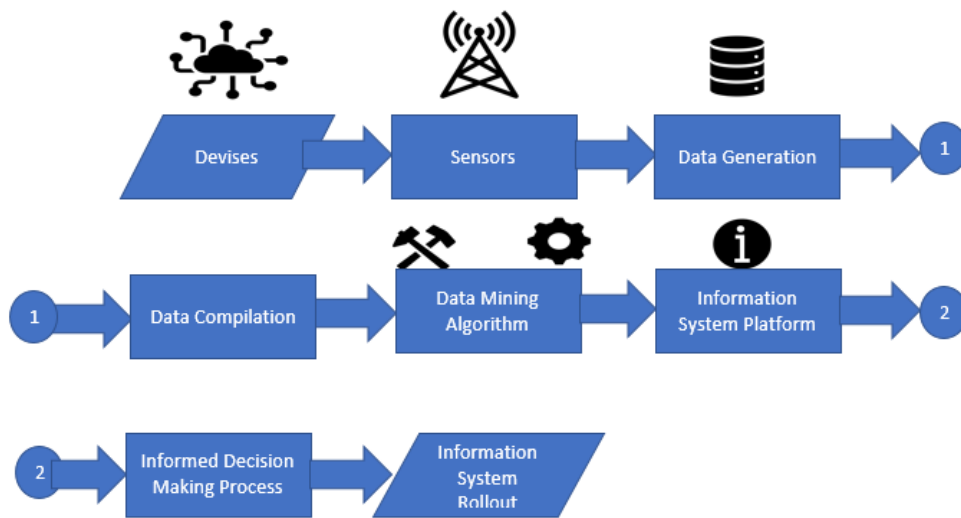 Devises
Sensors
Data Generation
1
1
Data Compilation
Data Mining
Algorithm
Information
System Platform
2
2
Informed Decision
Making Process
Information
System
Rollout